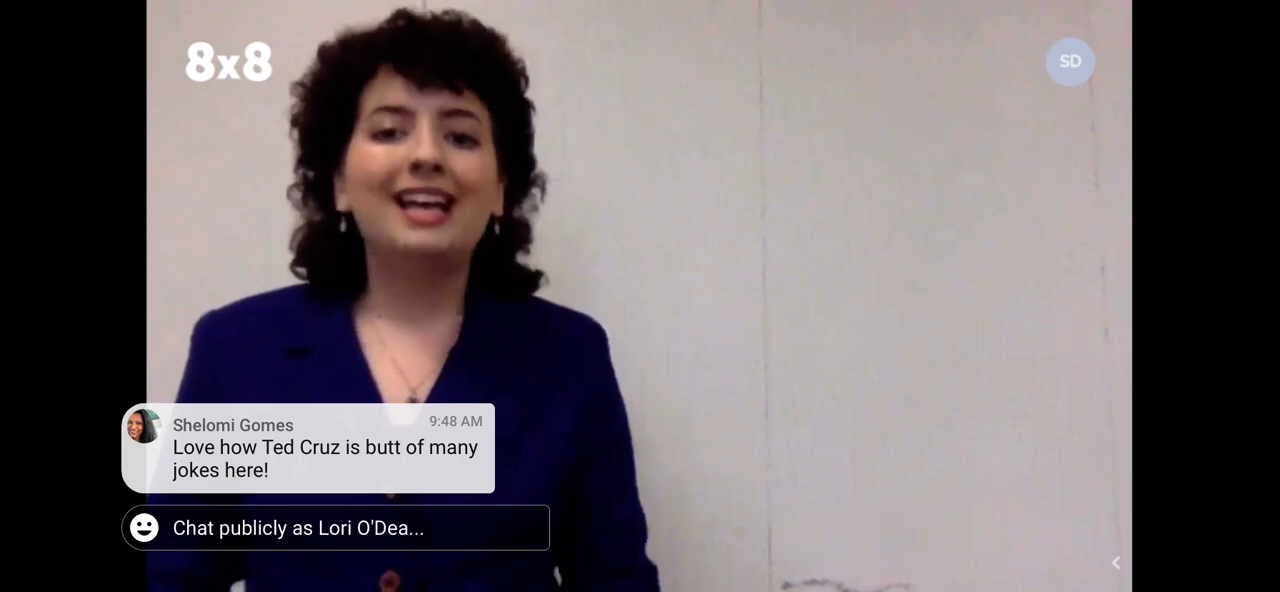 8x8
SD
Shelomi Gomes
9:48 AM
Love how Ted Cruz is butt of many
jokes here!
Chat publicly as Lori O'Dea...